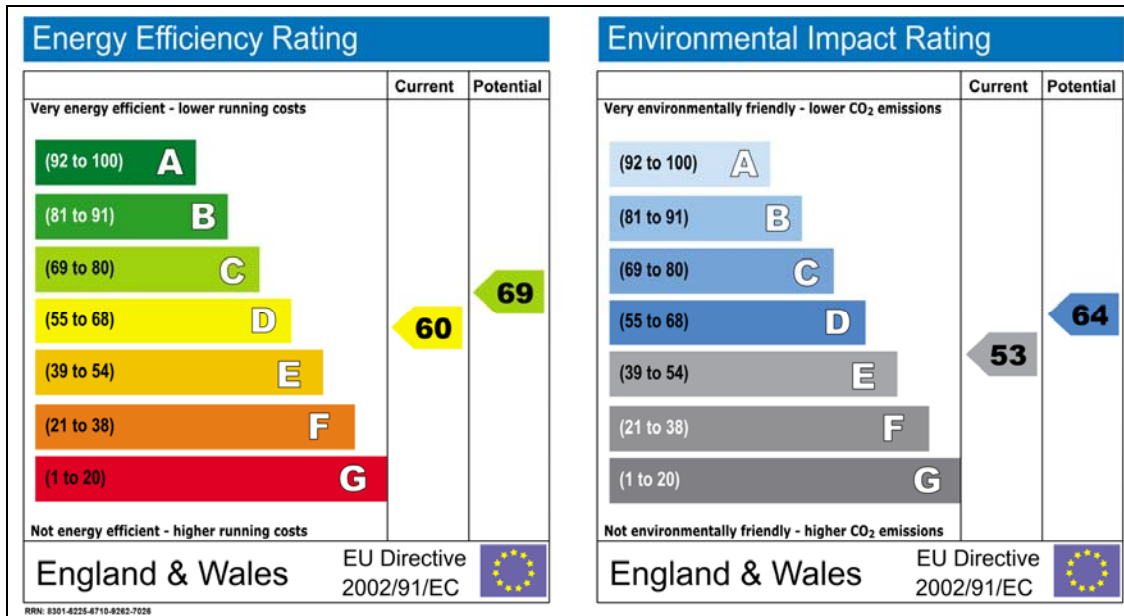 Energy Efficiency Rating
Current Potential
Very energy efficient - lower running costs
(92 to 100) A
(81 to 91) B
(69 to 80) C
(55 to 68) D
(39 to 54) E
(21 to 38) F
(1 to 20) G
60
69
Not energy efficient - higher running costs
England & Wales
EU Directive
2002/91/EC
RRN: 8301-6225-6710-9262-7026
Environmental Impact Rating
Current Potential
Very environmentally friendly - lower CO₂ emissions
(92 to 100) A
(81 to 91) B
(69 to 80) C
(55 to 68) D
(39 to 54) E
(21 to 38) F
(1 to 20) G
53
64
Not environmentally friendly - higher CO₂ emissions
England & Wales
EU Directive
2002/91/EC